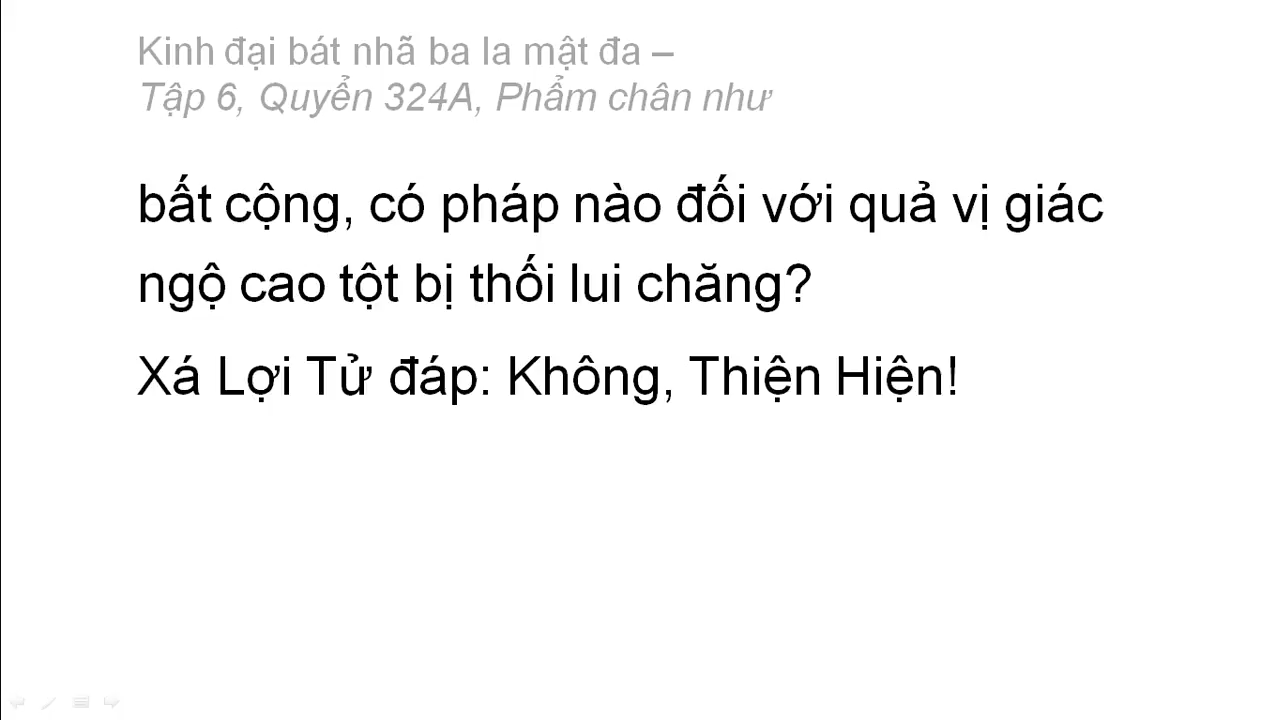 Kinh đại bát nhã ba la mật đa –
Tập 6, Quyển 324A, Phẩm chân như
bất cộng, có pháp nào đối với quả vị giác
ngộ cao tột bị thối lui chăng?
Xá Lợi Tử đáp: Không, Thiện Hiện!